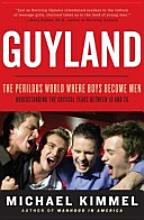 GUYLAND
THE PERILOUS WORLD WHERE BOYS BECOME MEN
UNDERSTANDING THE CRITICAL YEARS BETWEEN 16 AND 26
MICHAEL KIMMEL
AUTHOR OF MANHOOD IN AMERICA